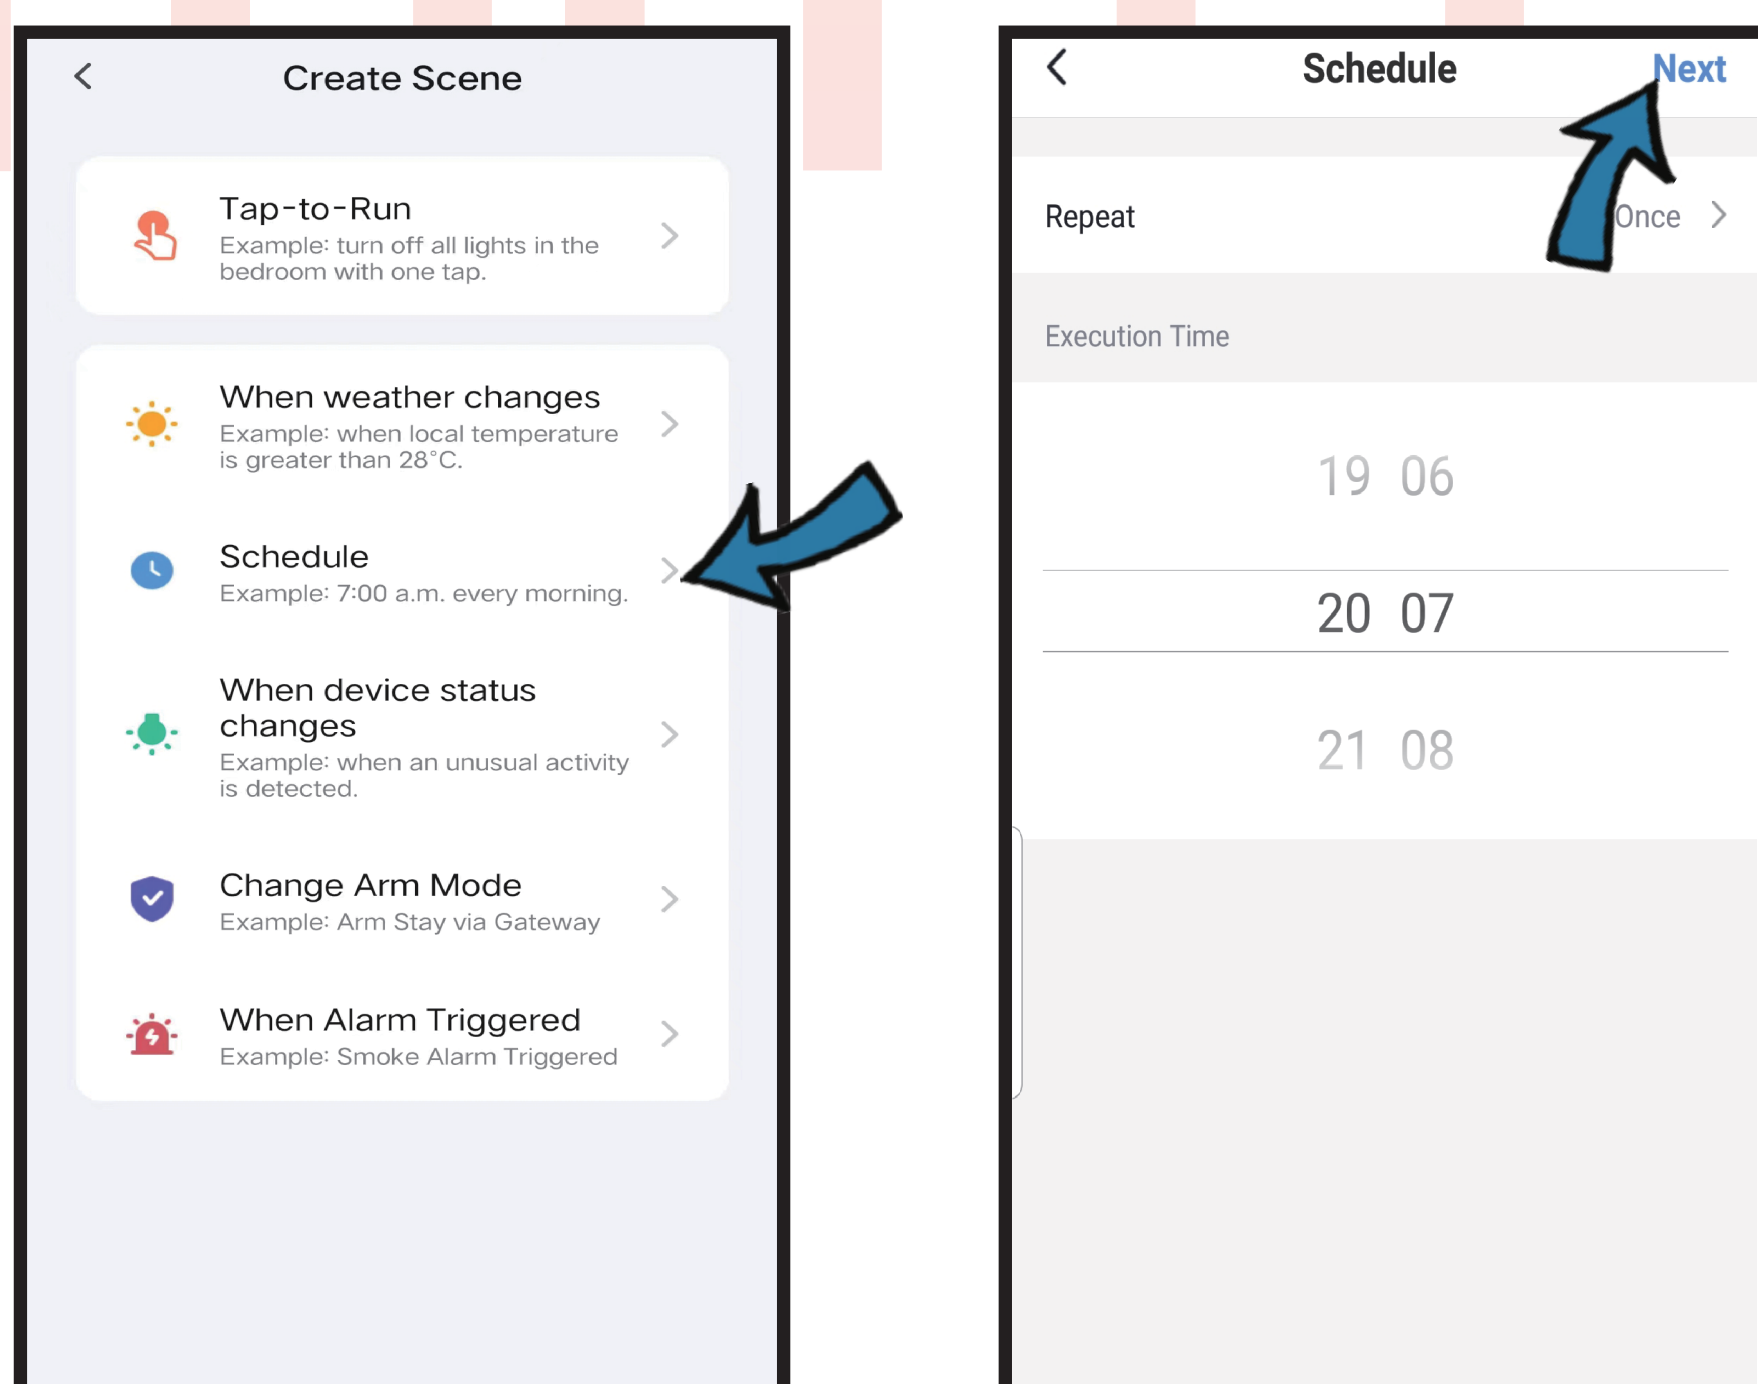 Create Scene
Tap-to-Run
Example: turn off all lights in the
bedroom with one tap.
When weather changes
Example: when local temperature
is greater than 28°C.
Schedule
Example: 7:00 a.m. every morning.
When device status
changes
Example: when an unusual activity
is detected.
Change Arm Mode
Example: Arm Stay via Gateway
When Alarm Triggered
Example: Smoke Alarm Triggered
Schedule Next
Repeat Once
Execution Time
19 06
20 07
21 08